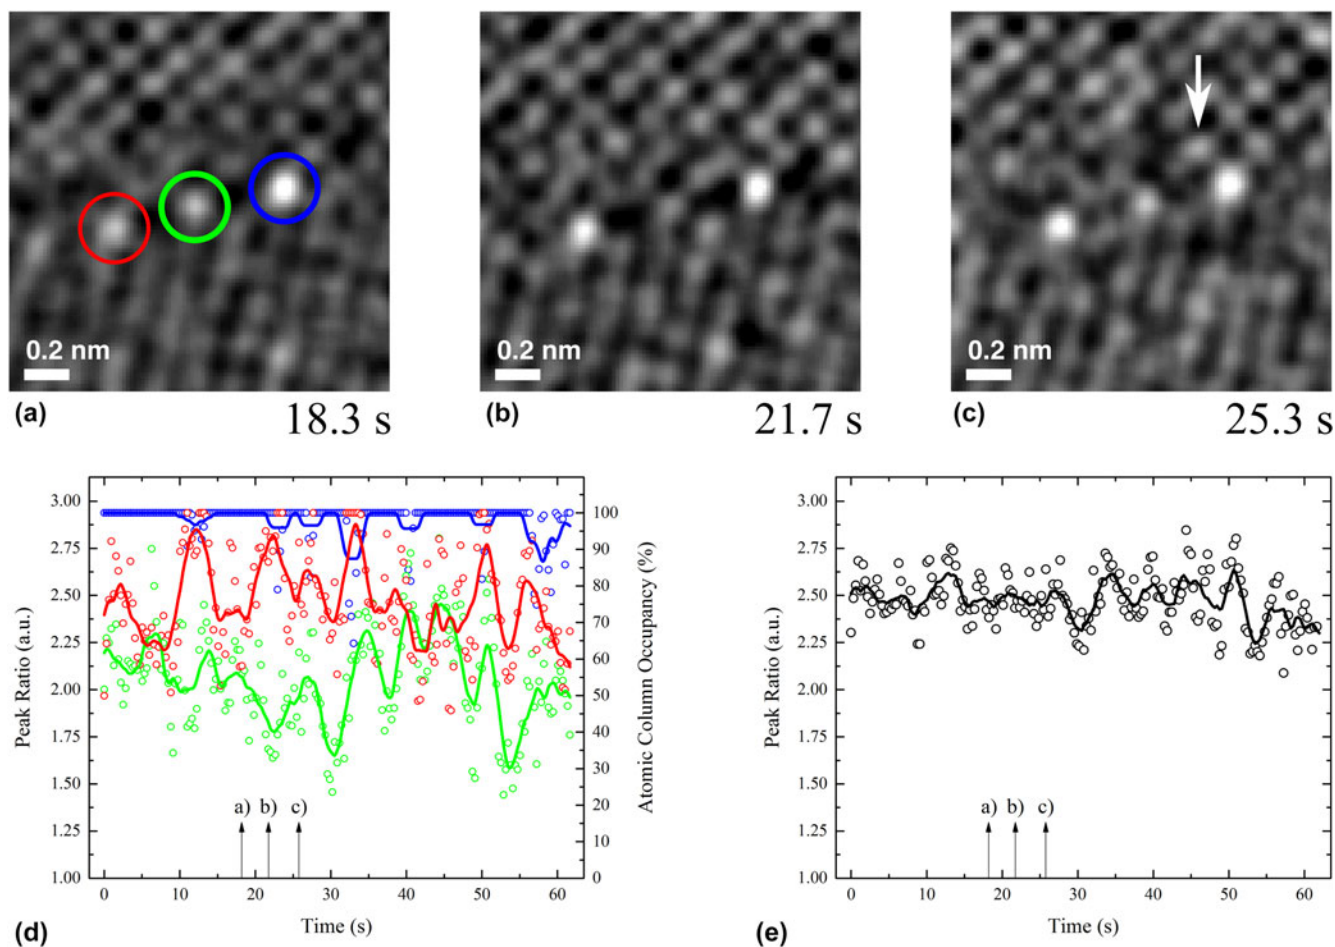 0.2 nm
(a)
18.3 s
0.2 nm
(b)
21.7 s
0.2 nm
(c)
25.3 s
3.00
2.75
2.50
2.25
2.00
1.75
1.50
1.25
1.00
Peak Ratio (a.u.)
100
90
80
70
60
50
40
30
20
10
0
Atomic Column Occupancy (%)
a) b) c)
0 10 20 30 40 50 60
Time (s)
(d)
3.00
2.75
2.50
2.25
2.00
1.75
1.50
1.25
1.00
Peak Ratio (a.u.)
a) b) c)
0 10 20 30 40 50 60
Time (s)
(e)